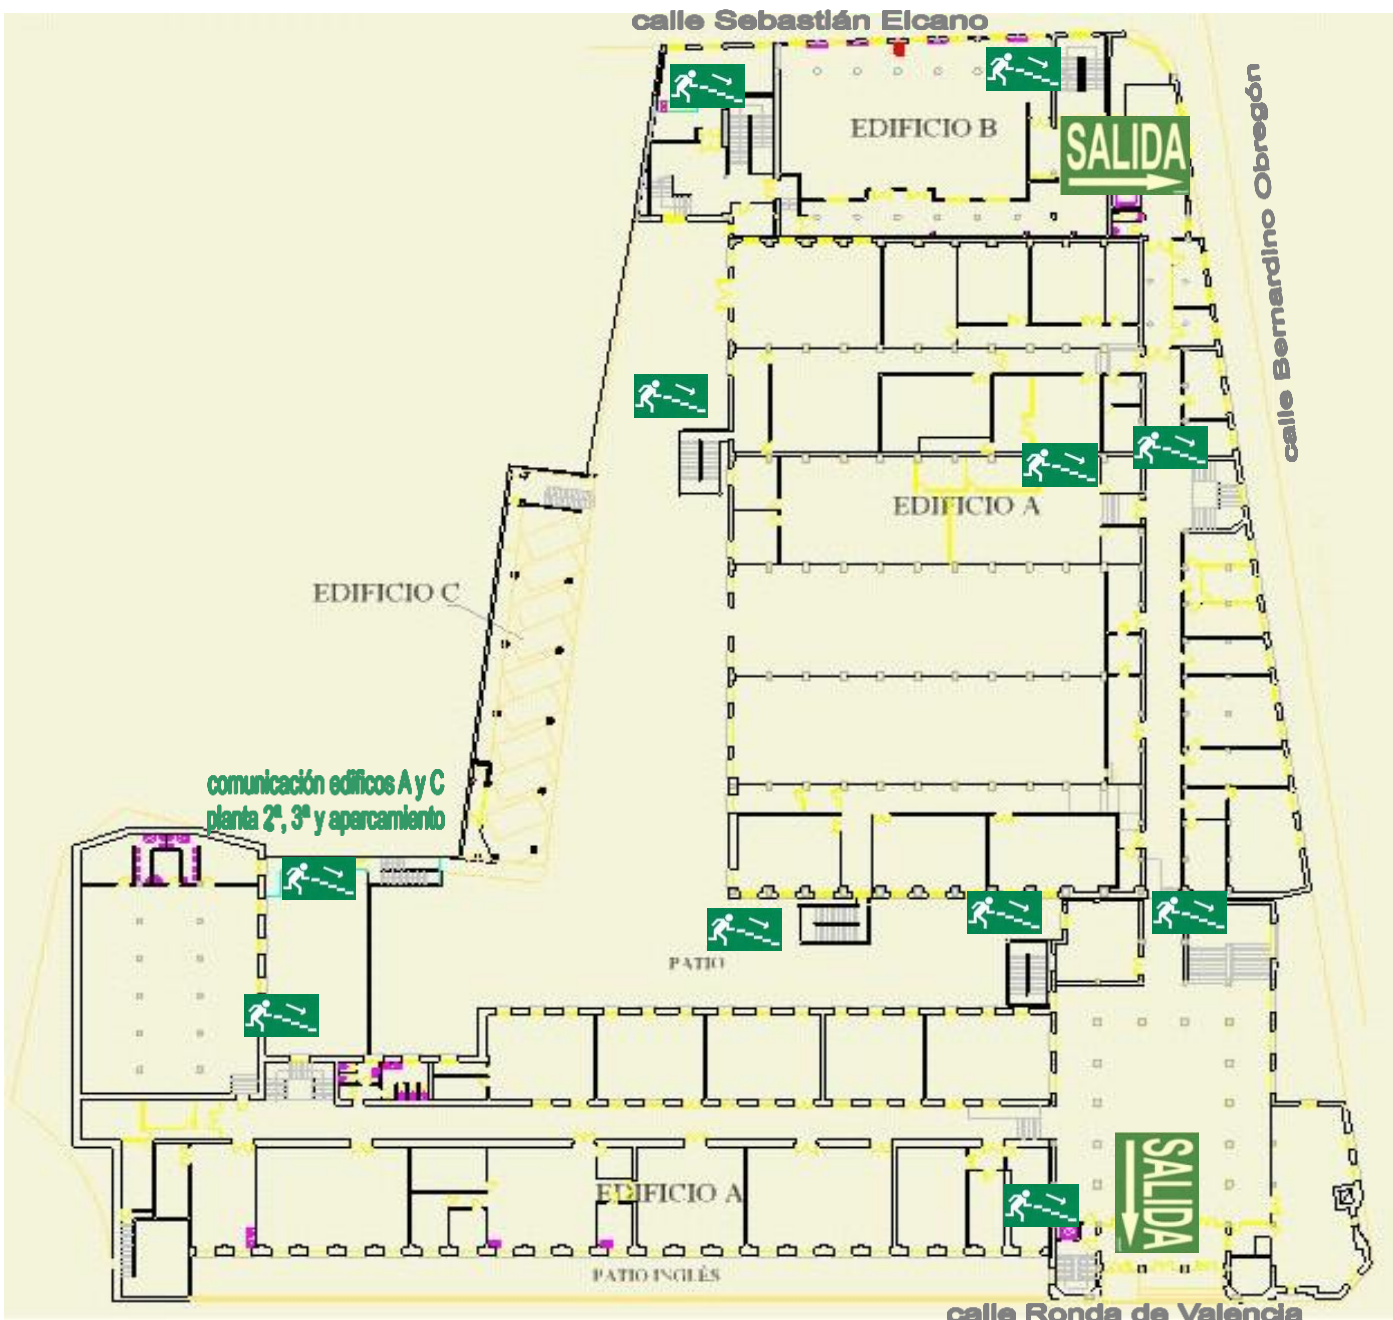 calle Sebastián Elcano
EDIFICIO B
SALIDA
calle Bernardino Obregón
EDIFICIO A
EDIFICIO C
comunicación edificos A y C
planta 2ª, 3ª y aparcamiento
PATIO
EDIFICIO A
SALIDA
PATIO INGLÉS
calle Ronda de Valencia